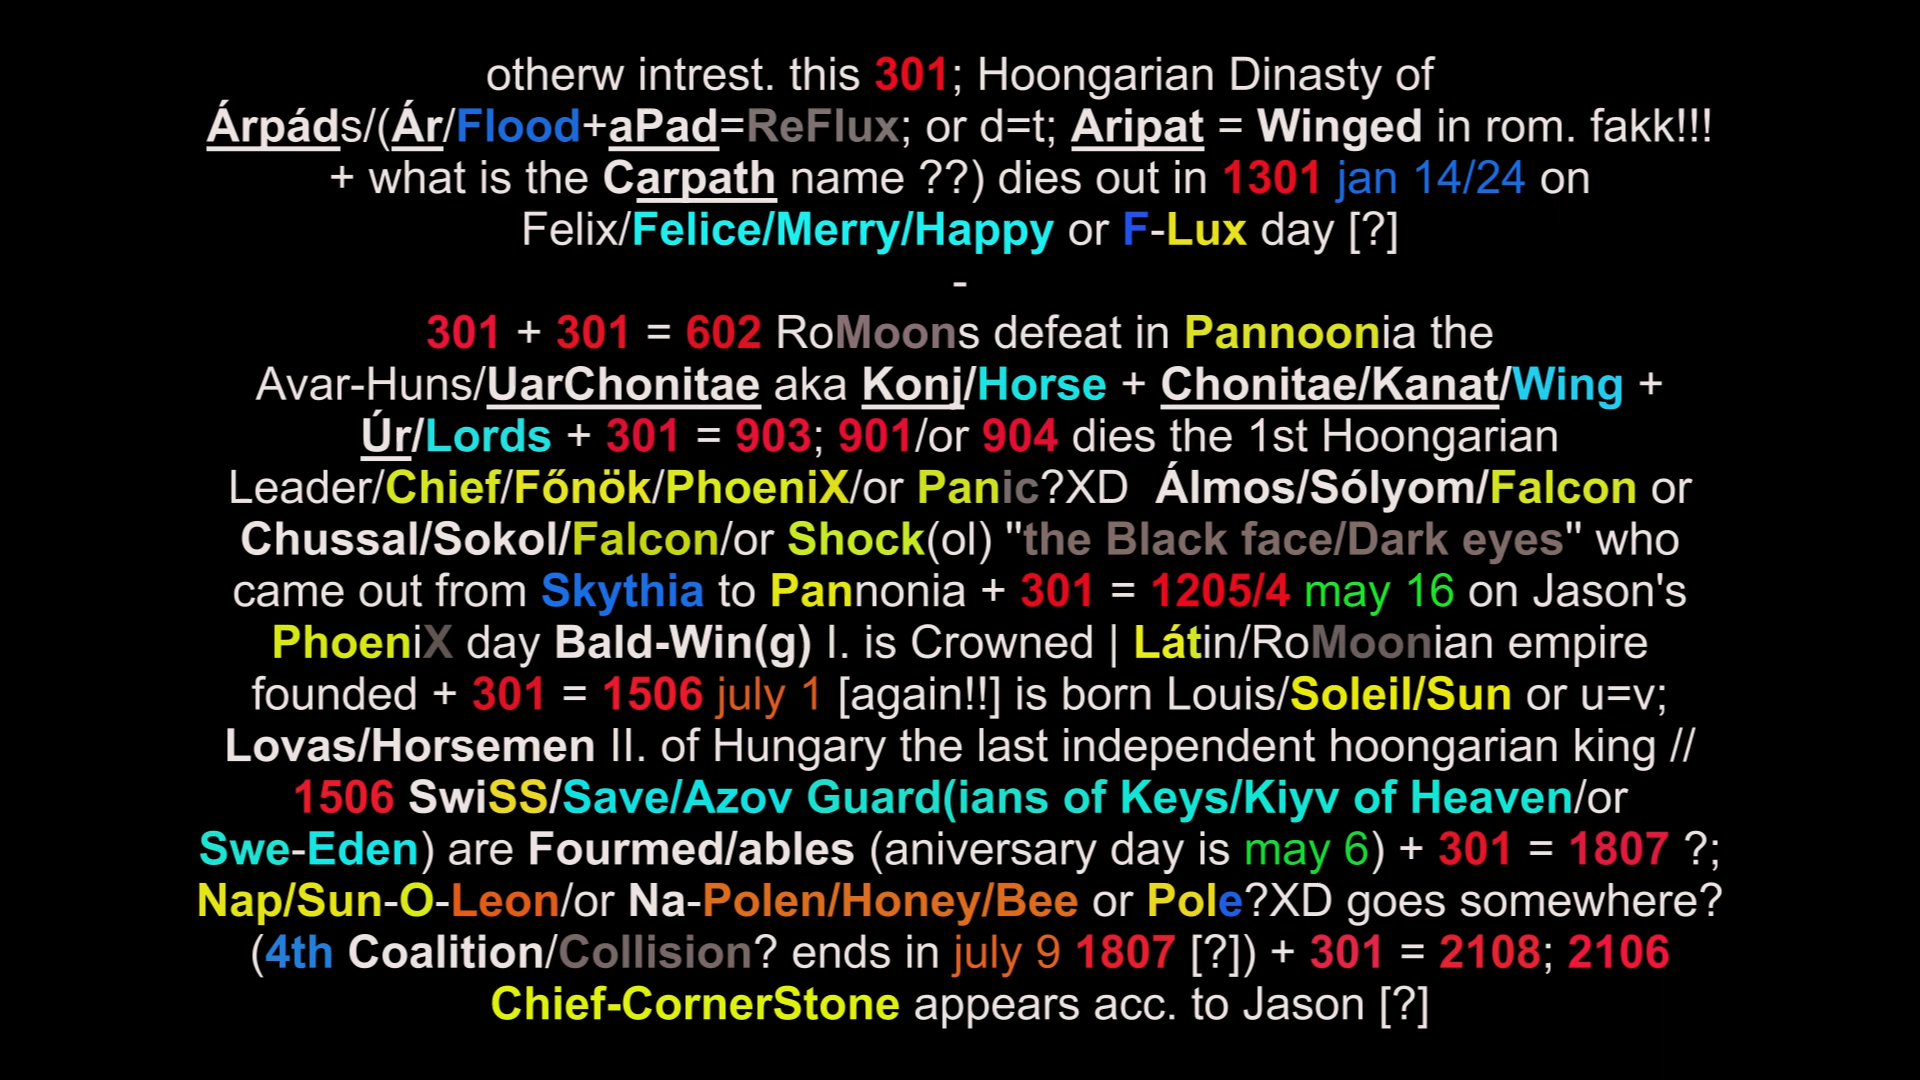 otherw intrest. this 301; Hoongarian Dinasty of
Árpáds/(Ár/Flood+aPad=ReFlux; or d=t; Aripat = Winged in rom. fakk!!!
+ what is the Carpath name ??) dies out in 1301 jan 14/24 on
Felix/Felice/Merry/Happy or F-Lux day [?]
-
301 + 301 = 602 RoMoons defeat in Pannoonia the
Avar-Huns/UarChonitae aka Konj/Horse + Chonitae/Kanat/Wing +
Úr/Lords + 301 = 903; 901/or 904 dies the 1st Hoongarian
Leader/Chief/Főnök/PhoeniX/or Panic?XD Álmos/Sólyom/Falcon or
Chussal/Sokol/Falcon/or Shock(ol) "the Black face/Dark eyes" who
came out from Skythia to Pannonia + 301 = 1205/4 may 16 on Jason's
PhoeniX day Bald-Win(g) I. is Crowned | Látin/RoMoonian empire
founded + 301 = 1506 july 1 [again!!] is born Louis/Soleil/Sun or u=v;
Lovas/Horsemen II. of Hungary the last independent hoongarian king //
1506 SwiSS/Save/Azov Guard(ians of Keys/Kiyv of Heaven/or
Swe-Eden) are Fourmed/ables (aniversary day is may 6) + 301 = 1807 ?;
Nap/Sun-O-Leon/or Na-Polen/Honey/Bee or Pole?XD goes somewhere?
(4th Coalition/Collision? ends in july 9 1807 [?]) + 301 = 2108; 2106
Chief-CornerStone appears acc. to Jason [?]